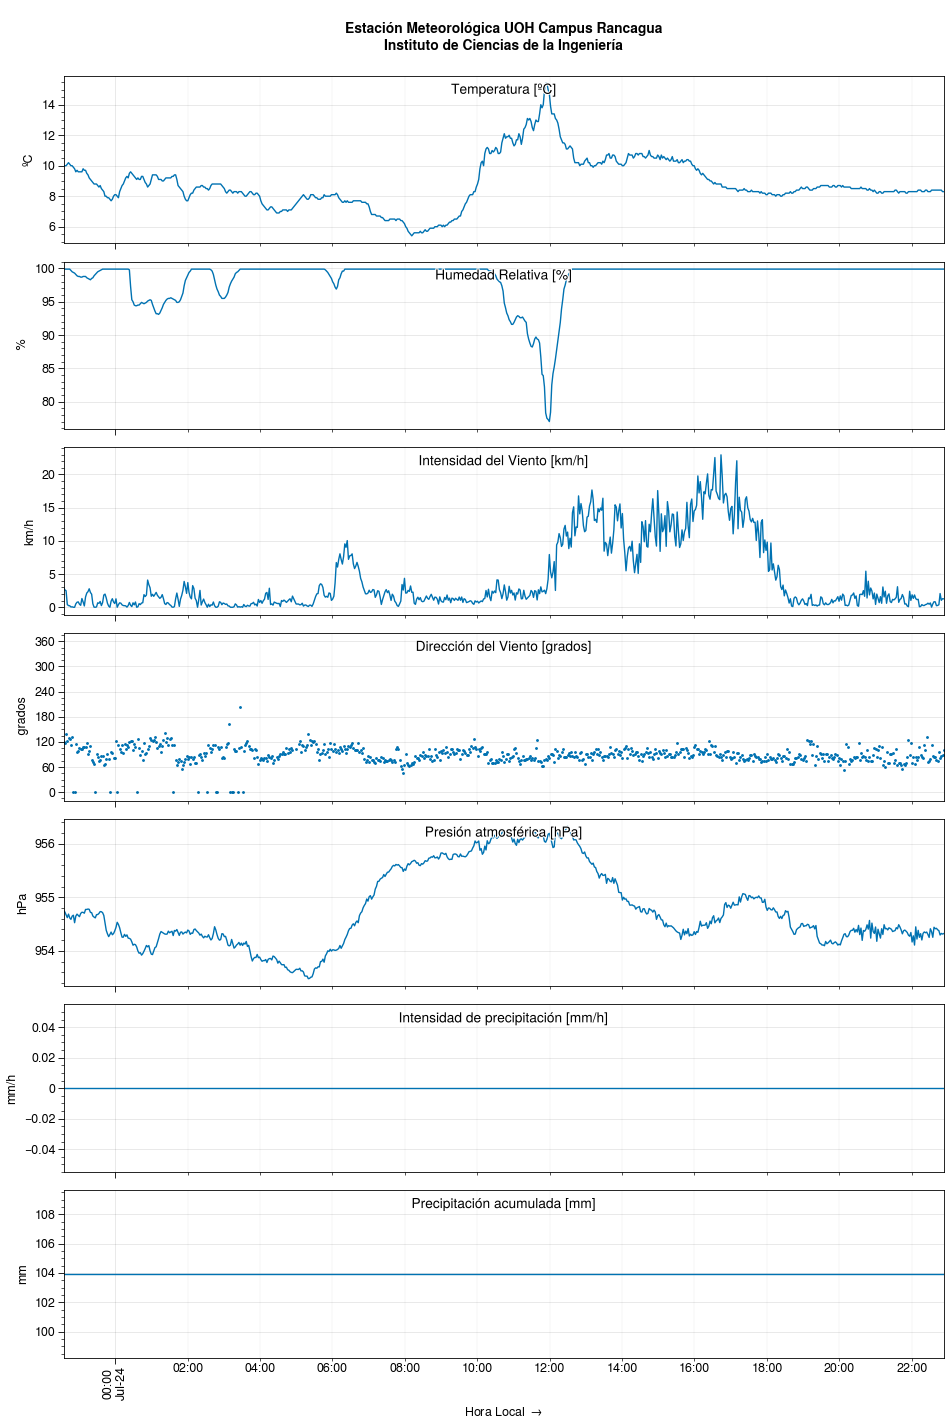 Estación Meteorológica UOH Campus Rancagua
Instituto de Ciencias de la Ingeniería
Temperatura [ºC]
ºC
14
12
10
8
6
Humedad Relativa [%]
%
100
95
90
85
80
Intensidad del Viento [km/h]
km/h
20
15
10
5
0
Dirección del Viento [grados]
grados
360
300
240
180
120
60
0
Presión atmosférica [hPa]
hPa
956
955
954
Intensidad de precipitación [mm/h]
mm/h
0.04
0.02
0
−0.02
−0.04
Precipitación acumulada [mm]
mm
108
106
104
102
100
00:00
Jul-24
02:00
04:00
06:00
08:00
10:00
12:00
14:00
16:00
18:00
20:00
22:00
Hora Local →